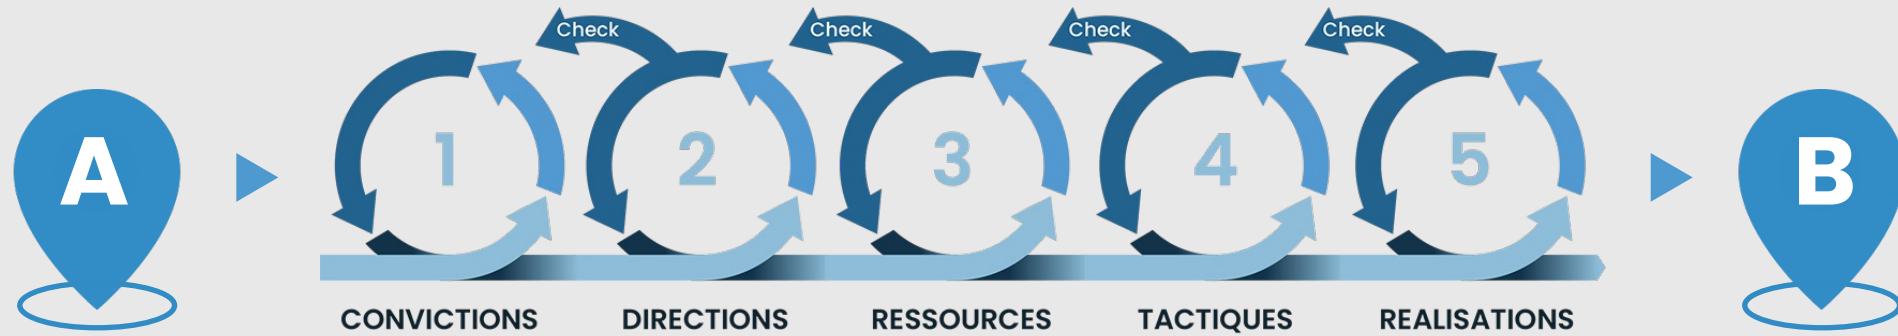 Check Check Check Check
A 1 2 3 4 5 B
CONVICTIONS DIRECTIONS RESSOURCES TACTIQUES REALISATIONS